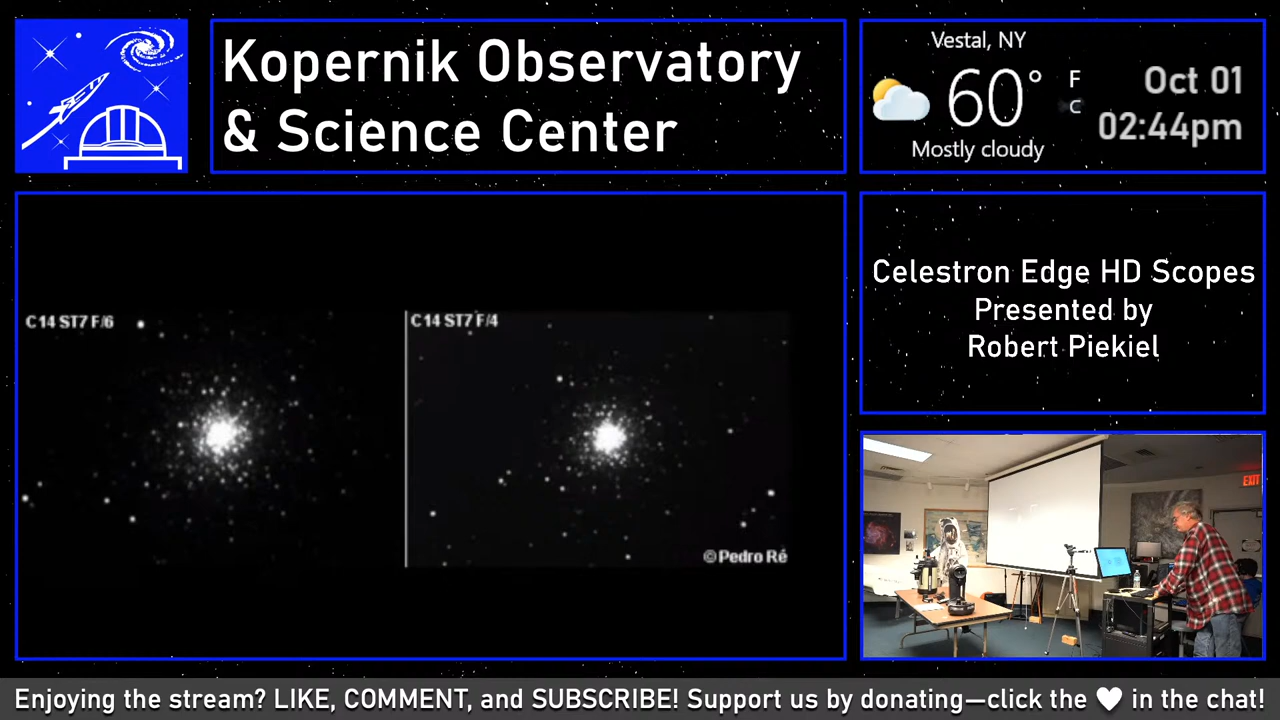 Kopernik Observatory
& Science Center
Vestal, NY
60° F
C
Mostly cloudy
Oct 01
02:44pm
C14 ST7 F/6
C14 ST7 F/4
©Pedro Ré
Celestron Edge HD Scopes
Presented by
Robert Piekiel
EXIT
Enjoying the stream? LIKE, COMMENT, and SUBSCRIBE! Support us by donating—click the ♥ in the chat!